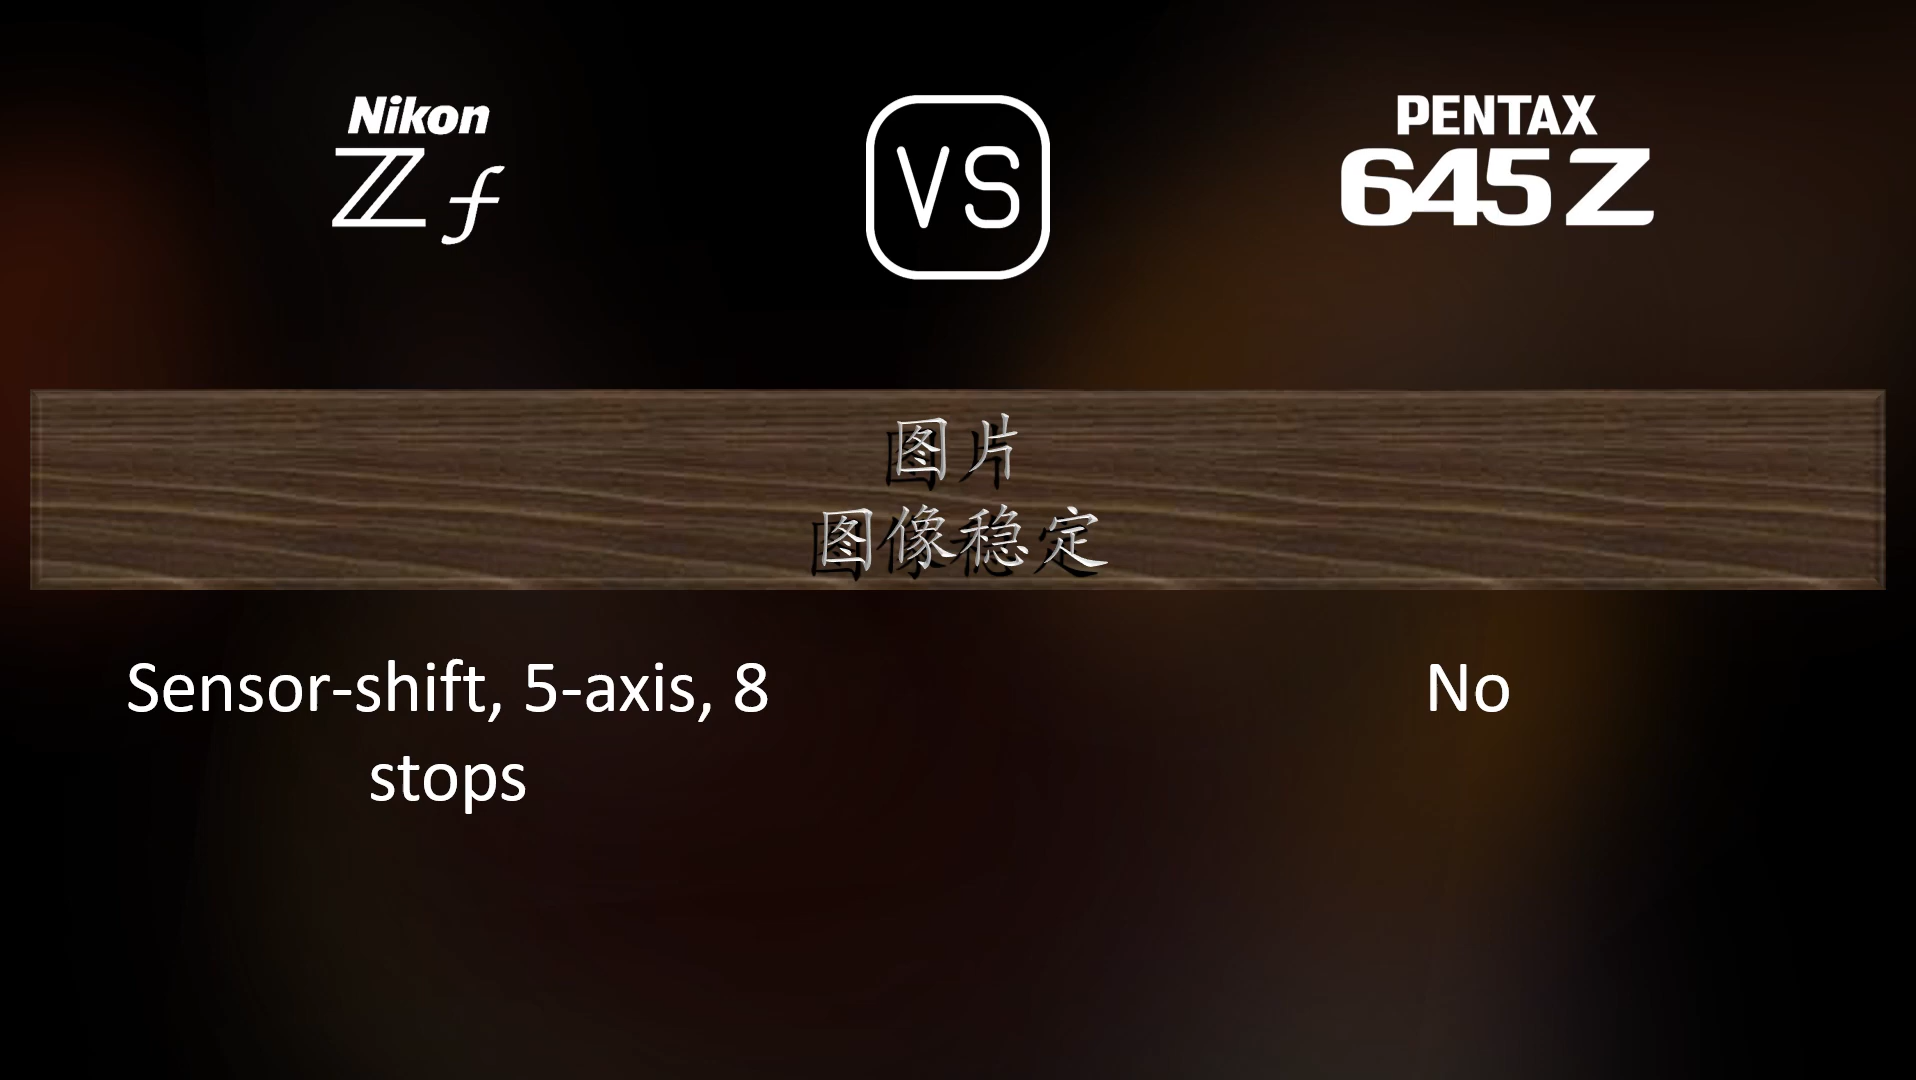 Nikon
Z f
VS
PENTAX
645Z
图片
图像稳定
Sensor-shift, 5-axis, 8
stops
No